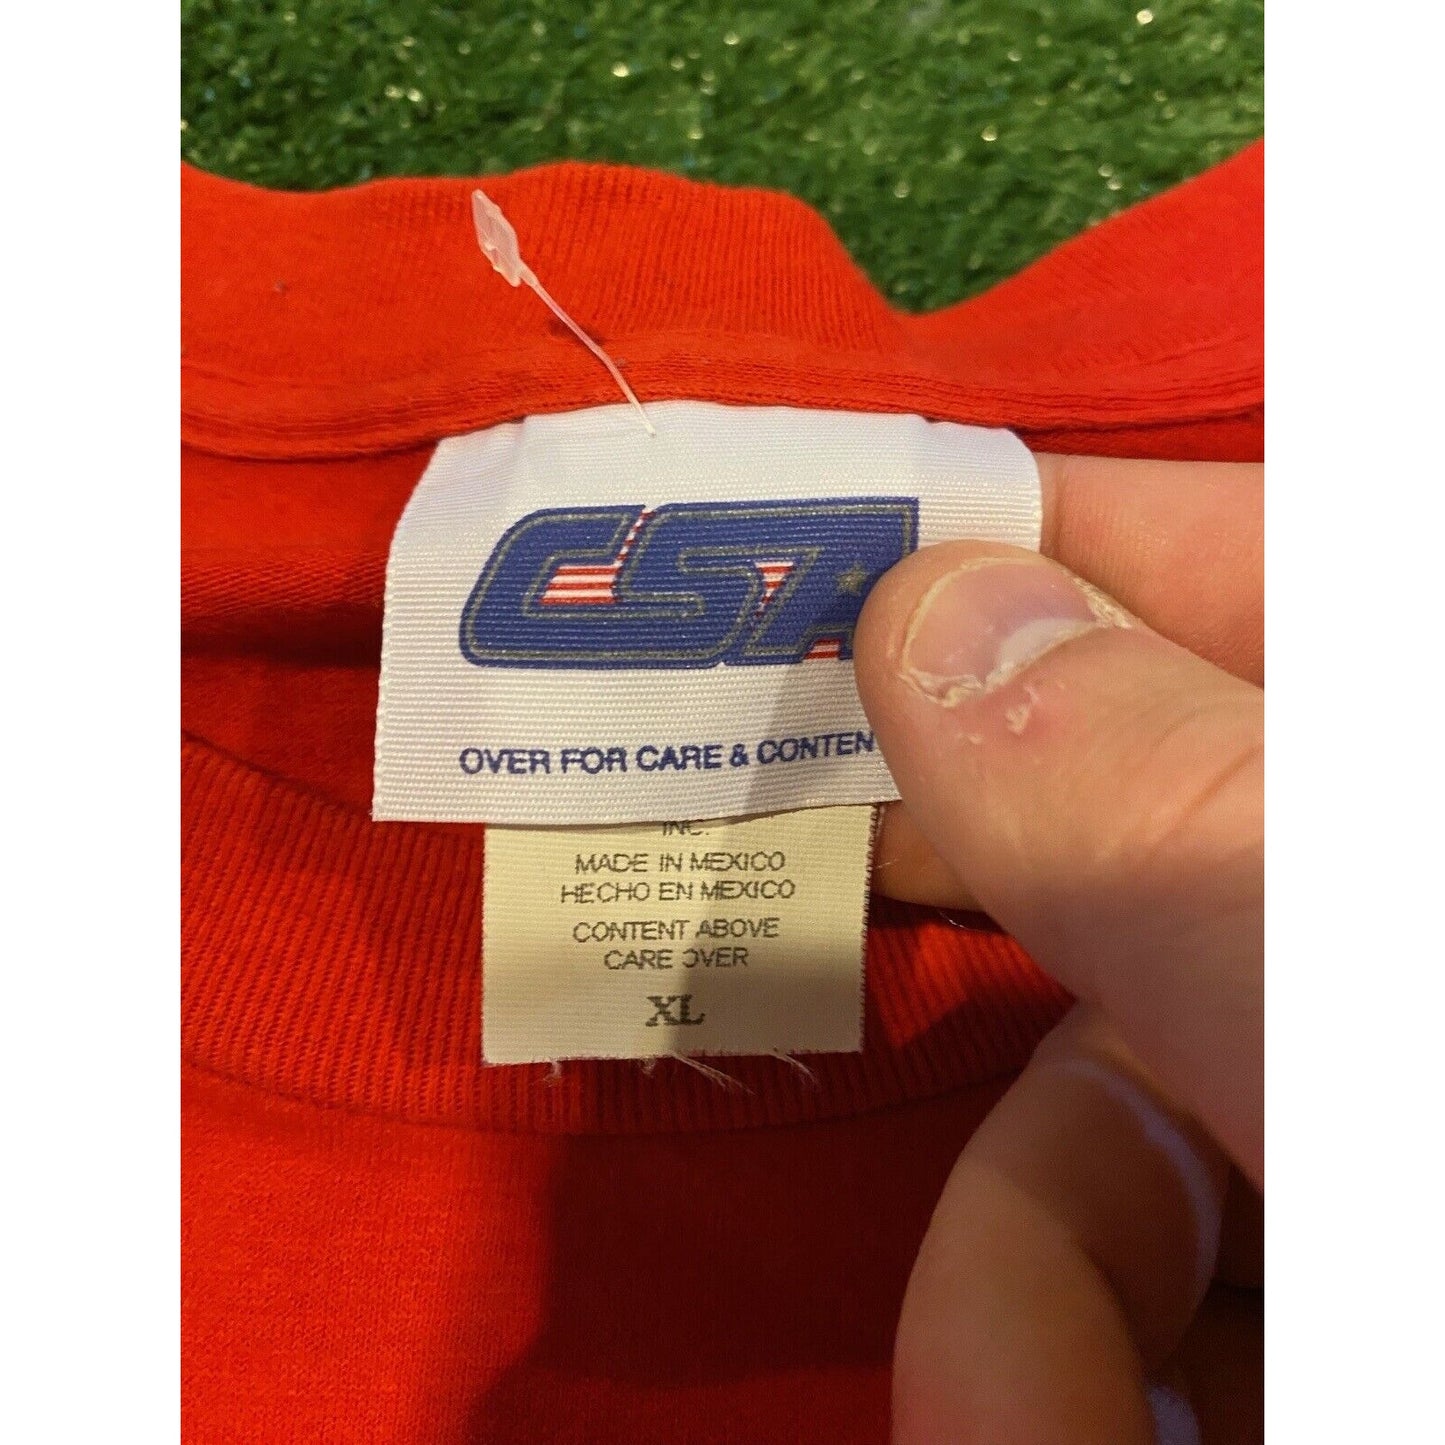 CSA
OVER FOR CARE & CONTEN
INC.
MADE IN MEXICO
HECHO EN MEXICO
CONTENT ABOVE
CARE OVER
XL